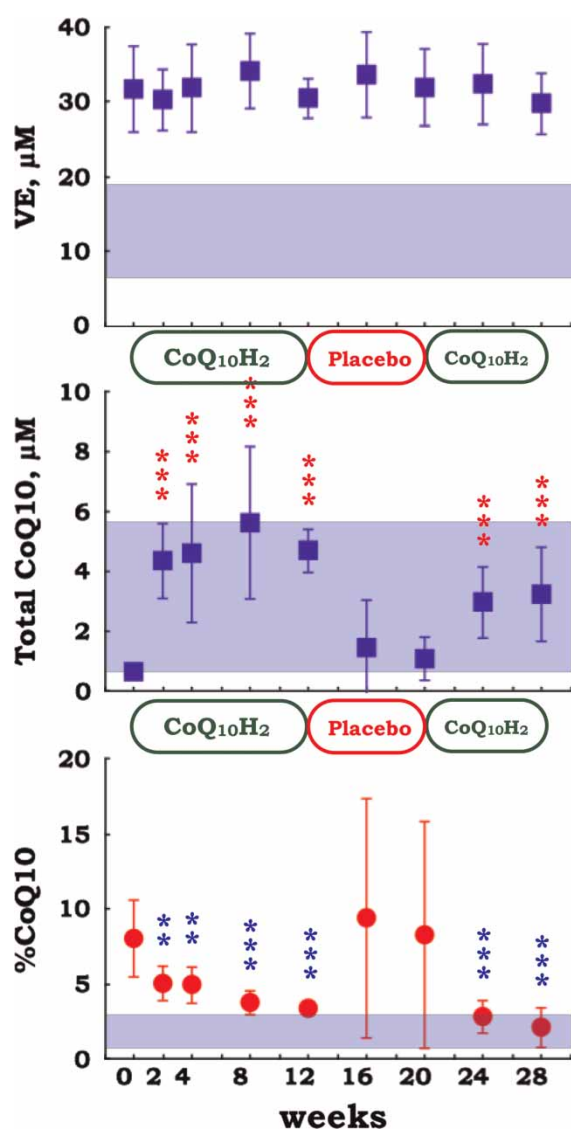 40
30
20
10
0
VE, µM
CoQ₁₀H₂ Placebo CoQ₁₀H₂
10
8
6
4
2
0
Total CoQ10, µM
*** *** *** *** *** ***
CoQ₁₀H₂ Placebo CoQ₁₀H₂
20
15
10
5
0
%CoQ10
** ** *** *** *** ***
0 2 4 8 12 16 20 24 28
weeks